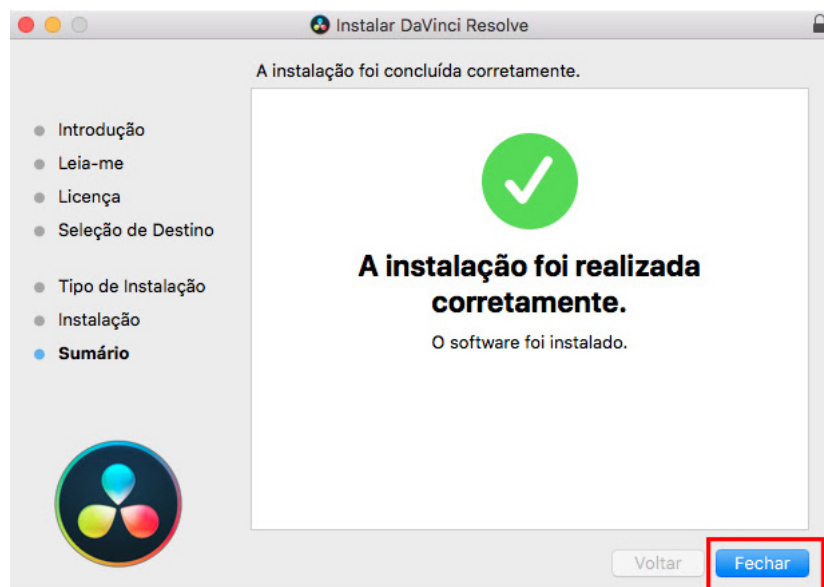 Instalar DaVinci Resolve
A instalação foi concluída corretamente.
Introdução
Leia-me
Licença
Seleção de Destino
Tipo de Instalação
Instalação
Sumário
A instalação foi realizada
corretamente.
O software foi instalado.
Voltar
Fechar